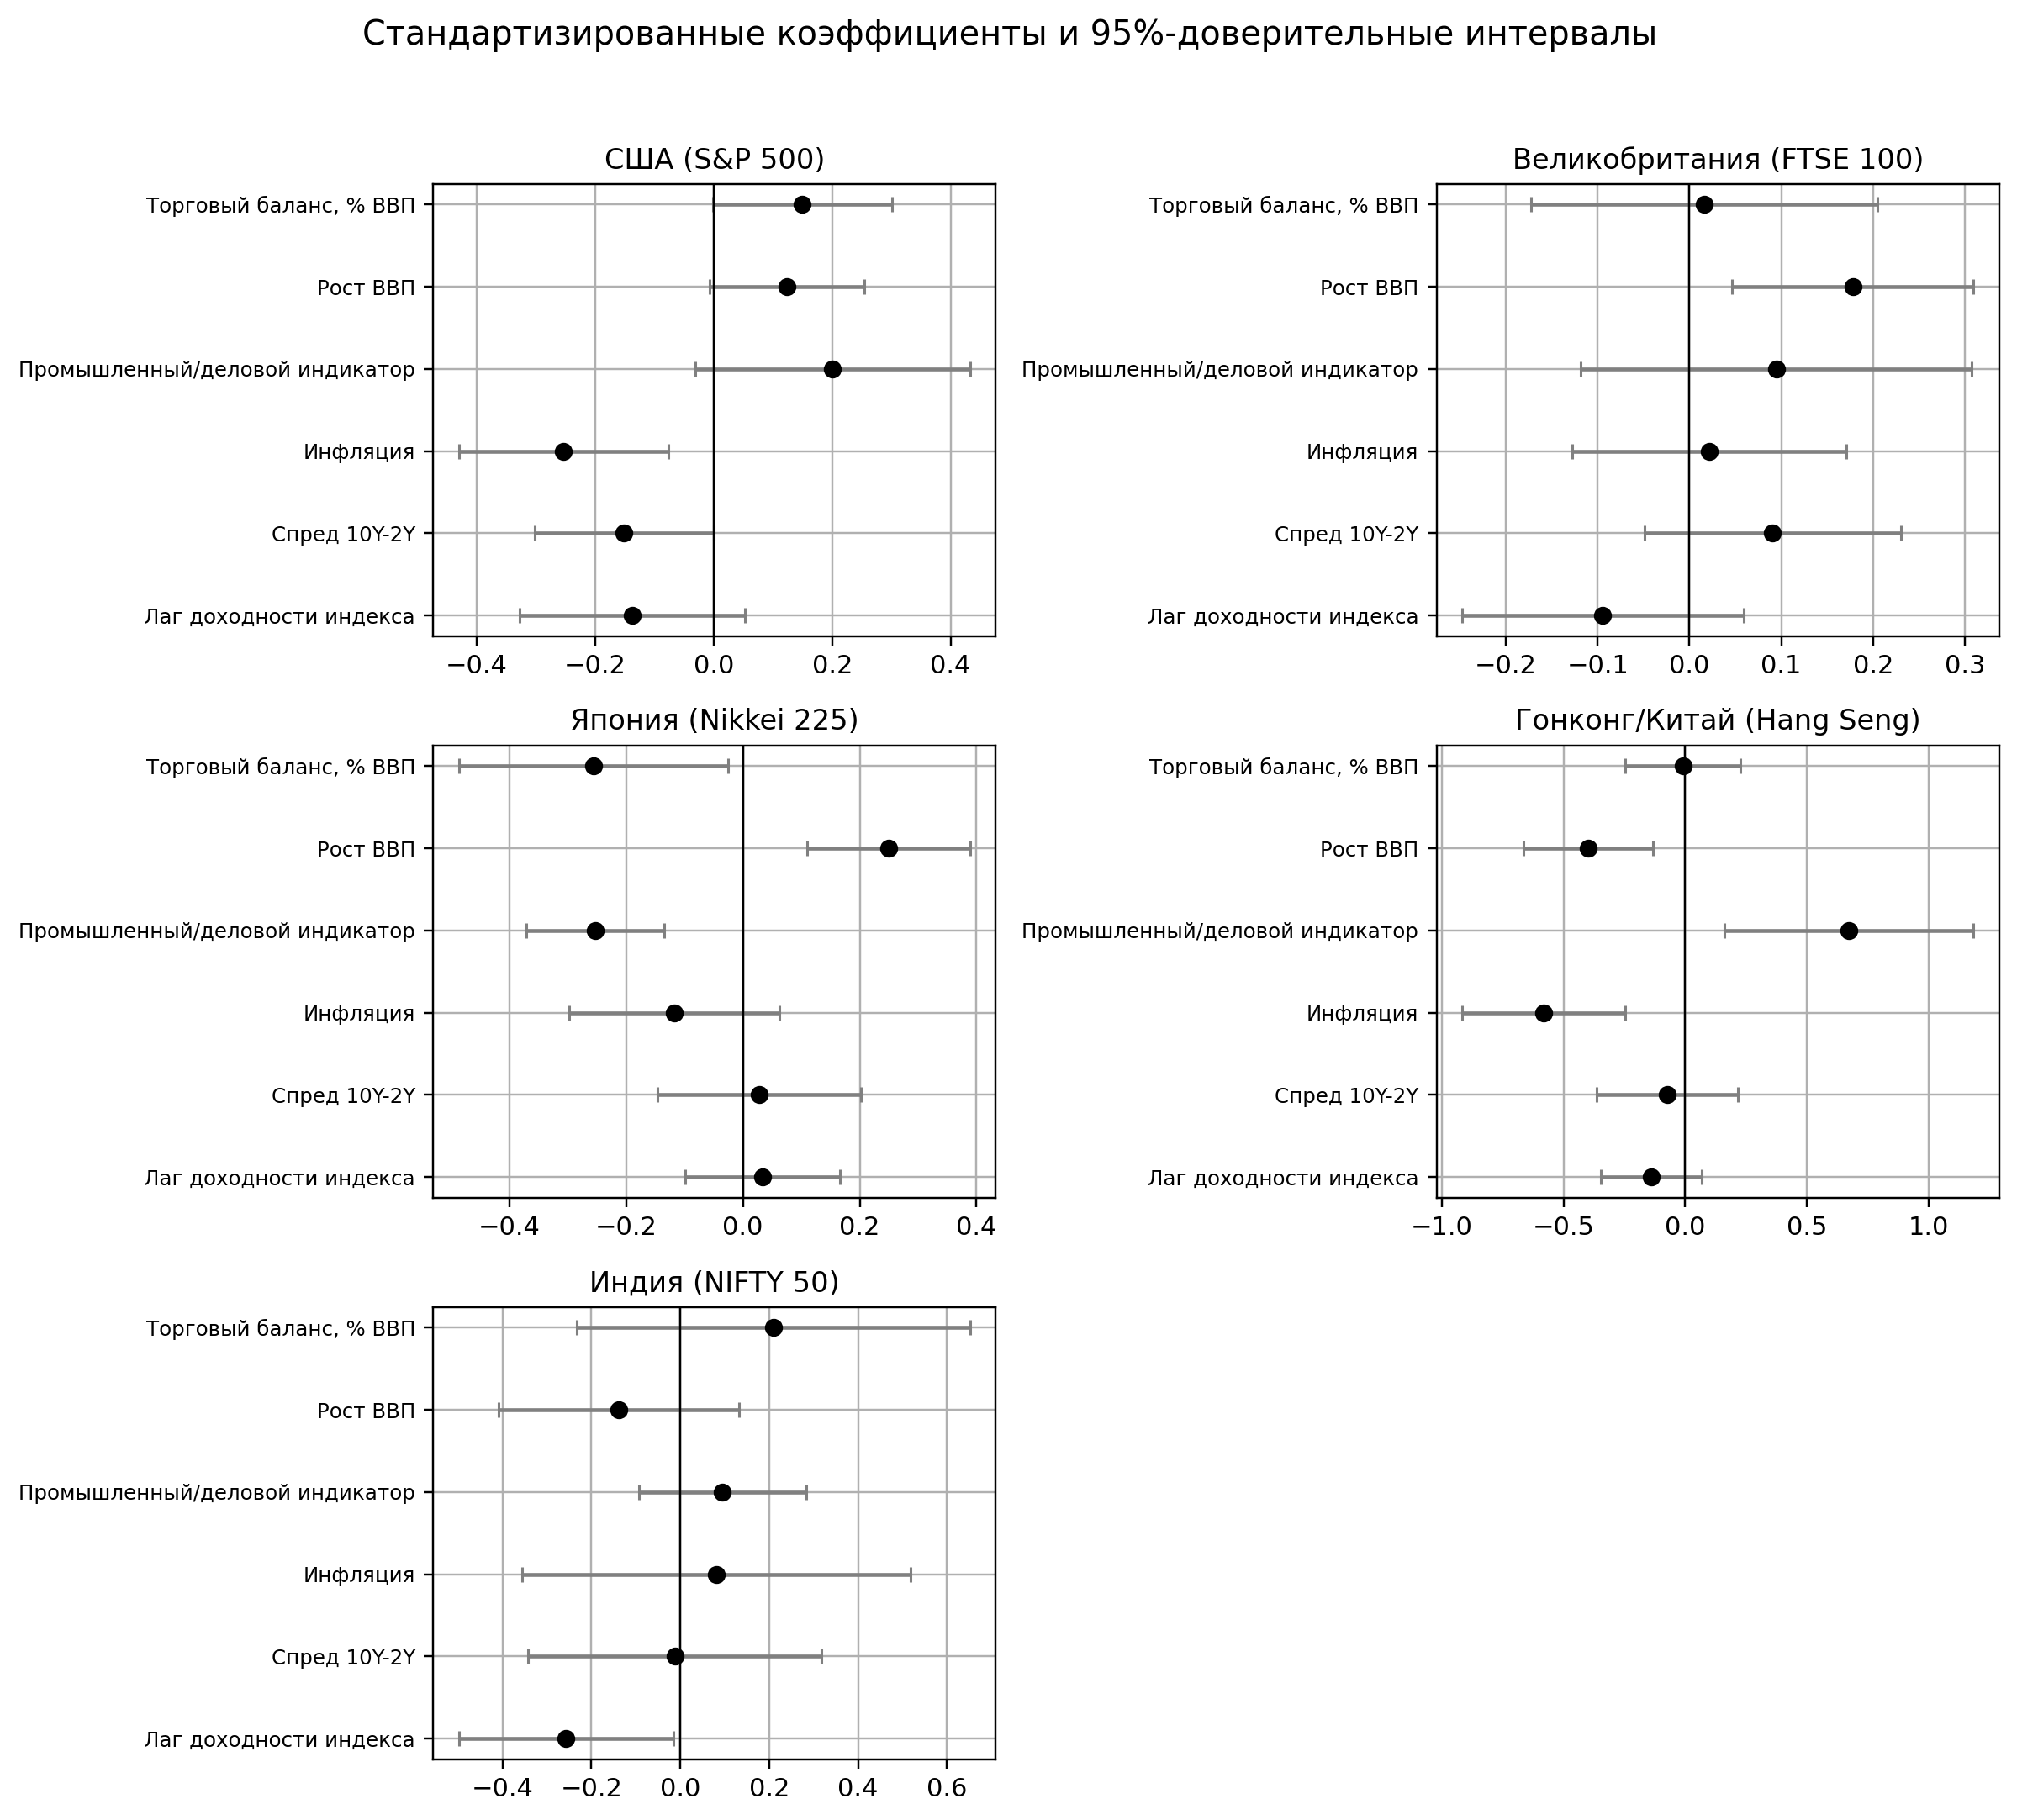 Стандартизированные коэффициенты и 95%-доверительные интервалы
США (S&P 500)
Торговый баланс, % ВВП
Рост ВВП
Промышленный/деловой индикатор
Инфляция
Спред 10Y-2Y
Лаг доходности индекса
−0.4 −0.2 0.0 0.2 0.4
Великобритания (FTSE 100)
Торговый баланс, % ВВП
Рост ВВП
Промышленный/деловой индикатор
Инфляция
Спред 10Y-2Y
Лаг доходности индекса
−0.2 −0.1 0.0 0.1 0.2 0.3
Япония (Nikkei 225)
Торговый баланс, % ВВП
Рост ВВП
Промышленный/деловой индикатор
Инфляция
Спред 10Y-2Y
Лаг доходности индекса
−0.4 −0.2 0.0 0.2 0.4
Гонконг/Китай (Hang Seng)
Торговый баланс, % ВВП
Рост ВВП
Промышленный/деловой индикатор
Инфляция
Спред 10Y-2Y
Лаг доходности индекса
−1.0 −0.5 0.0 0.5 1.0
Индия (NIFTY 50)
Торговый баланс, % ВВП
Рост ВВП
Промышленный/деловой индикатор
Инфляция
Спред 10Y-2Y
Лаг доходности индекса
−0.4 −0.2 0.0 0.2 0.4 0.6